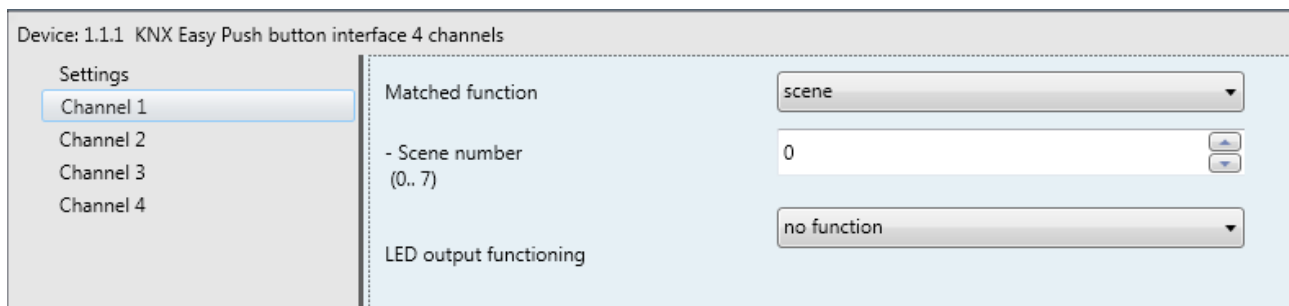 Device: 1.1.1  KNX Easy Push button interface 4 channels
Settings
Channel 1
Channel 2
Channel 3
Channel 4
Matched function
scene
- Scene number
(0.. 7)
0
LED output functioning
no function